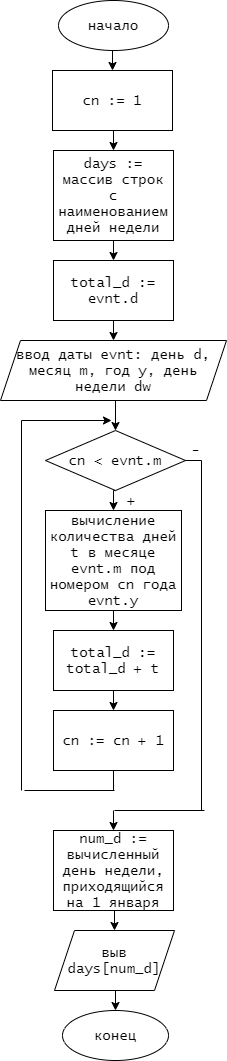 начало
cn := 1
days :=
массив строк
с
наименованием
дней недели
total_d :=
evnt.d
ввод даты evnt: день d,
месяц m, год y, день
недели dw
cn < evnt.m
-
+
вычисление
количества дней
t в месяце
evnt.m под
номером cn года
evnt.y
total_d :=
total_d + t
cn := cn + 1
num_d :=
вычисленный
день недели,
приходящийся
на 1 января
выв
days[num_d]
конец